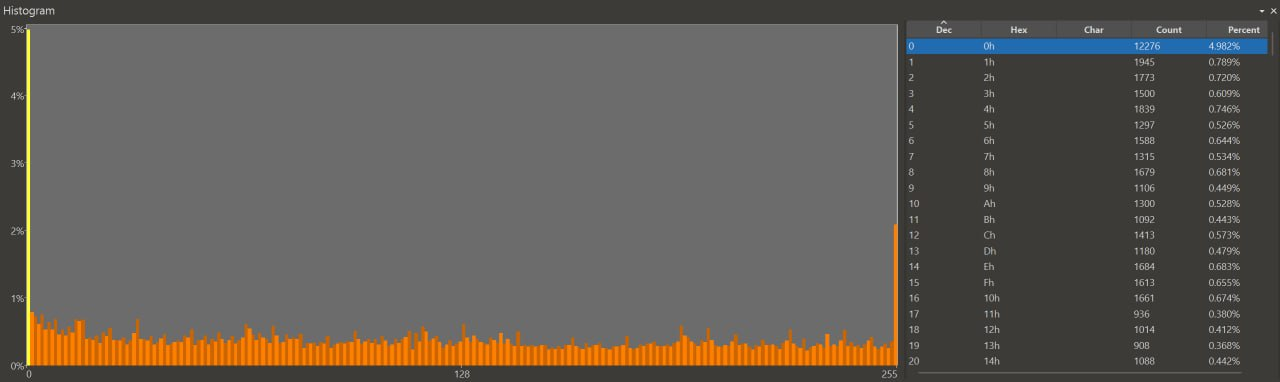 Histogram
5%
4%
3%
2%
1%
0%
0 128 255
Dec Hex Char Count Percent
0 0h 12276 4.982%
1 1h 1945 0.789%
2 2h 1773 0.720%
3 3h 1500 0.609%
4 4h 1839 0.746%
5 5h 1297 0.526%
6 6h 1588 0.644%
7 7h 1315 0.534%
8 8h 1679 0.681%
9 9h 1106 0.449%
10 Ah 1300 0.528%
11 Bh 1092 0.443%
12 Ch 1413 0.573%
13 Dh 1180 0.479%
14 Eh 1684 0.683%
15 Fh 1613 0.655%
16 10h 1661 0.674%
17 11h 936 0.380%
18 12h 1014 0.412%
19 13h 908 0.368%
20 14h 1088 0.442%